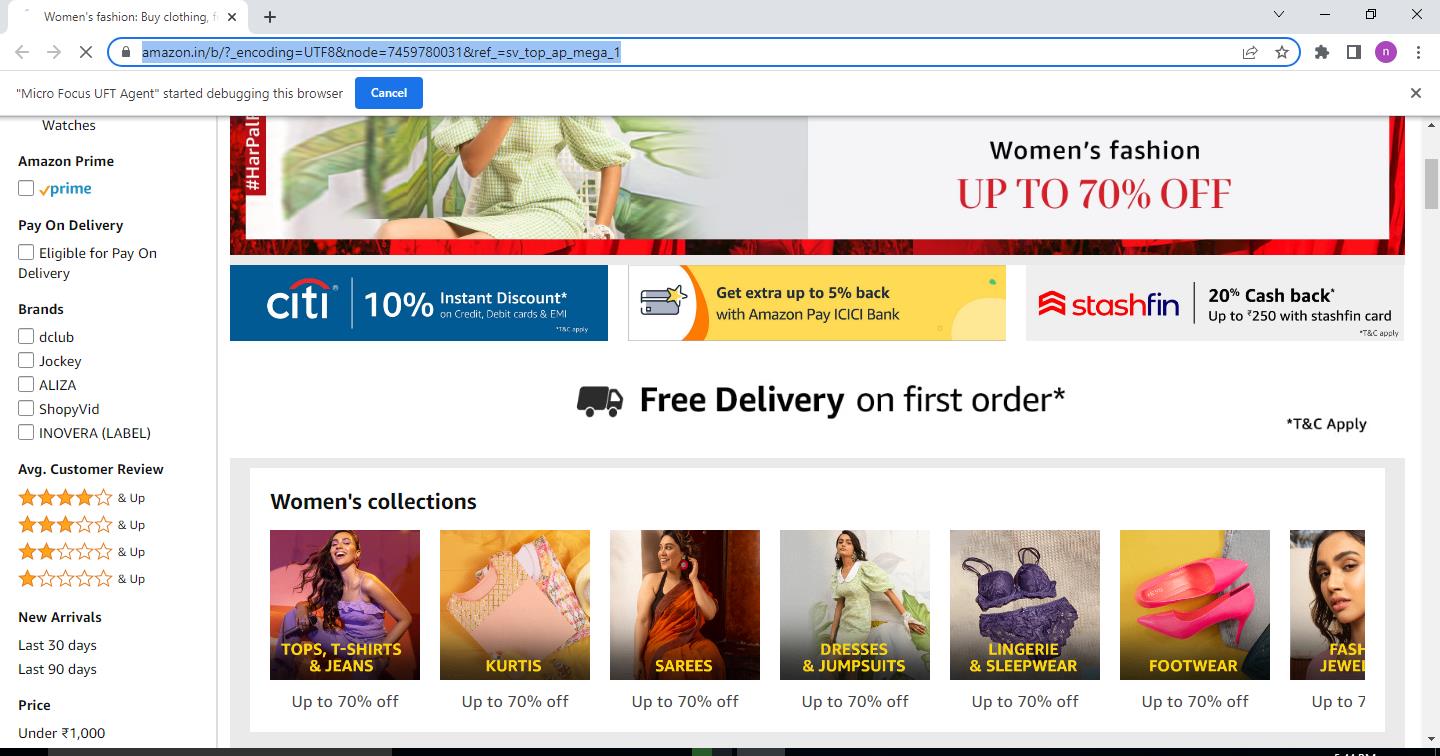 Women's fashion: Buy clothing, f
amazon.in/b/?_encoding=UTF8&node=7459780031&ref_=sv_top_ap_mega_1
n
"Micro Focus UFT Agent" started debugging this browser
Cancel
Watches
Amazon Prime
prime
Pay On Delivery
Eligible for Pay On
Delivery
Brands
dclub
Jockey
ALIZA
ShopyVid
INOVERA (LABEL)
Avg. Customer Review
& Up
& Up
& Up
& Up
New Arrivals
Last 30 days
Last 90 days
Price
Under ₹1,000
Women's fashion
UP TO 70% OFF
citi
10% Instant Discount*
on Credit, Debit cards & EMI
*T&C apply
Get extra up to 5% back
with Amazon Pay ICICI Bank
stashfin
20% Cash back*
Up to ₹250 with stashfin card
*T&C apply
Free Delivery on first order*
*T&C Apply
Women's collections
TOPS, T-SHIRTS
& JEANS
Up to 70% off
KURTIS
Up to 70% off
SAREES
Up to 70% off
DRESSES
& JUMPSUITS
Up to 70% off
LINGERIE
& SLEEPWEAR
Up to 70% off
FOOTWEAR
Up to 70% off
FASH
JEWEL
Up to 7